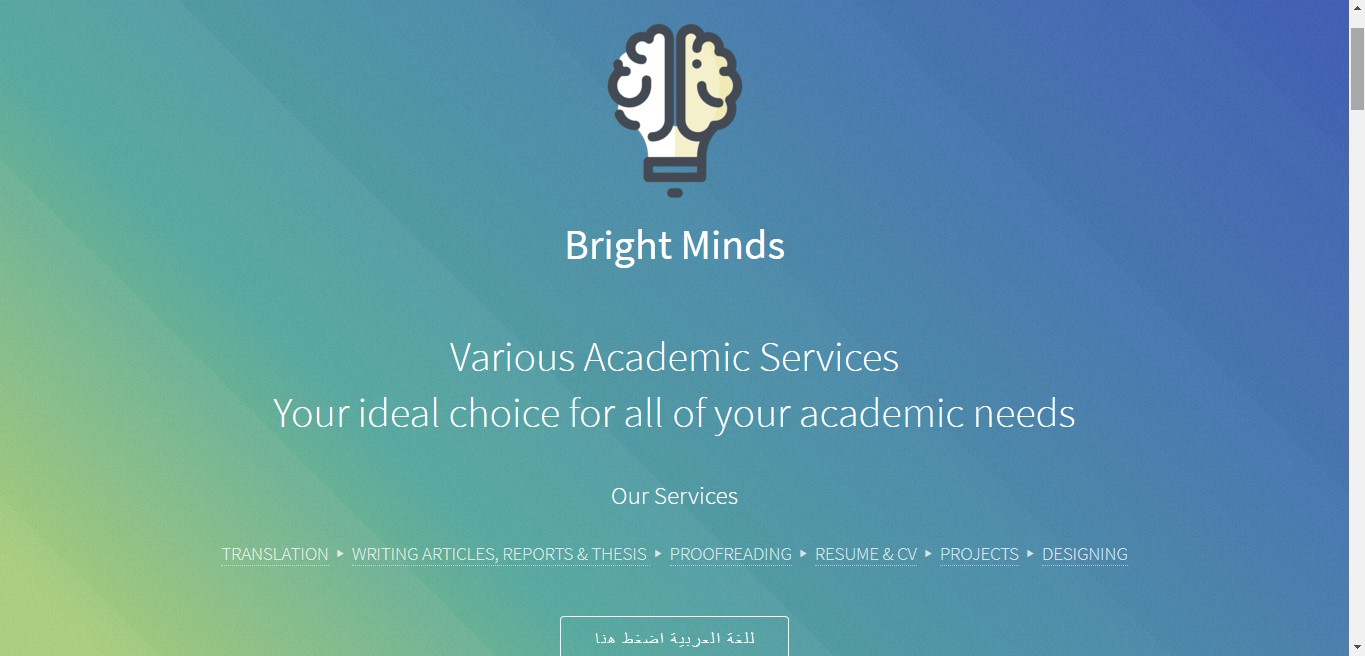 Bright Minds
Various Academic Services
Your ideal choice for all of your academic needs
Our Services
TRANSLATION ▸ WRITING ARTICLES, REPORTS & THESIS ▸ PROOFREADING ▸ RESUME & CV ▸ PROJECTS ▸ DESIGNING
للغة العربية اضغط هنا